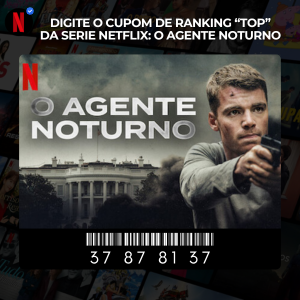 N
DIGITE O CUPOM DE RANKING “TOP”
DA SERIE NETFLIX: O AGENTE NOTURNO
N
O AGENTE
NOTURNO
37 87 81 37